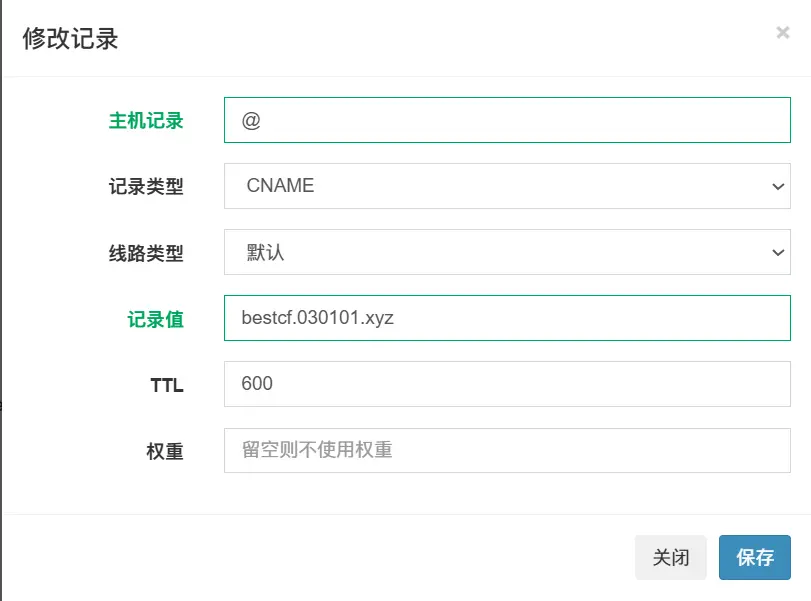 修改记录 ×
主机记录 @
记录类型 CNAME
线路类型 默认
记录值 bestcf.030101.xyz
TTL 600
权重 留空则不使用权重
关闭 保存